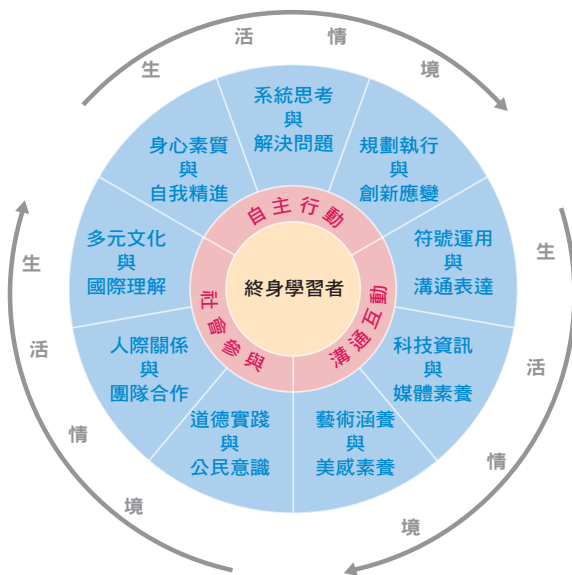 生活情境
系統思考
與
解決問題
規劃執行
與
創新應變
符號運用
與
溝通表達
科技資訊
與
媒體素養
藝術涵養
與
美感素養
道德實踐
與
公民意識
人際關係
與
團隊合作
多元文化
與
國際理解
身心素質
與
自我精進
自主行動
溝通互動
社會參與
終身學習者
生活情境
生活情境